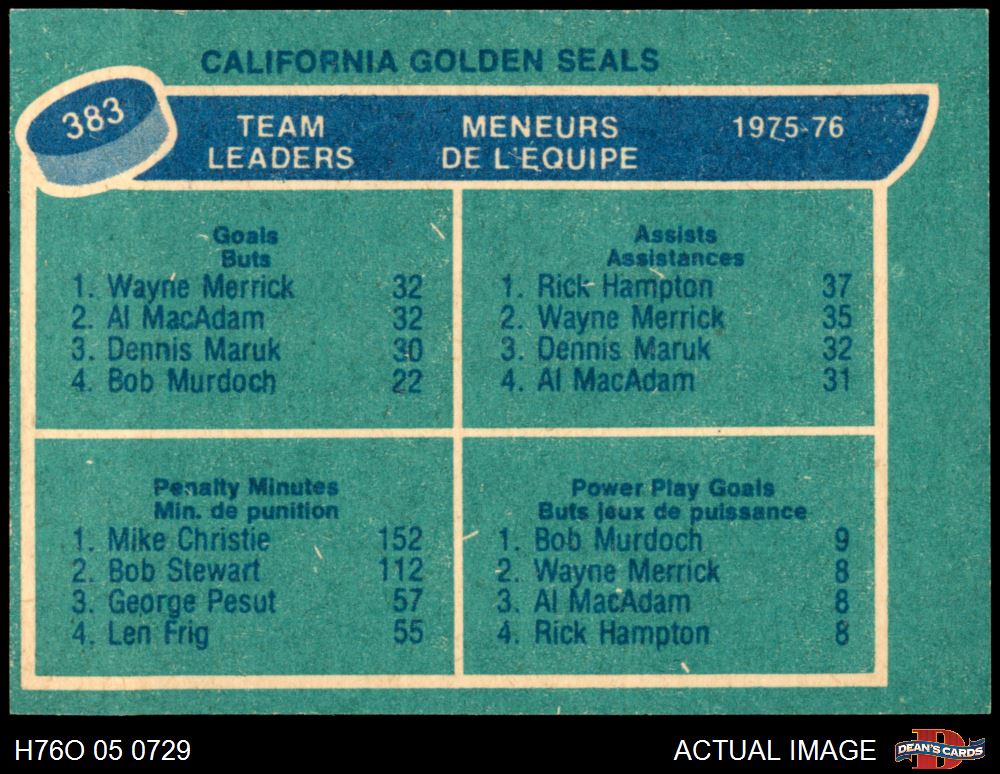 CALIFORNIA GOLDEN SEALS
383
TEAM LEADERS
MENEURS DE L'ÉQUIPE
1975-76
Goals
Buts
1. Wayne Merrick 32
2. Al MacAdam 32
3. Dennis Maruk 30
4. Bob Murdoch 22
Assists
Assistances
1. Rick Hampton 37
2. Wayne Merrick 35
3. Dennis Maruk 32
4. Al MacAdam 31
Penalty Minutes
Min. de punition
1. Mike Christie 152
2. Bob Stewart 112
3. George Pesut 57
4. Len Frig 55
Power Play Goals
Buts jeux de puissance
1. Bob Murdoch 9
2. Wayne Merrick 8
3. Al MacAdam 8
4. Rick Hampton 8
H76O 05 0729
ACTUAL IMAGE
D
DEAN'S CARDS